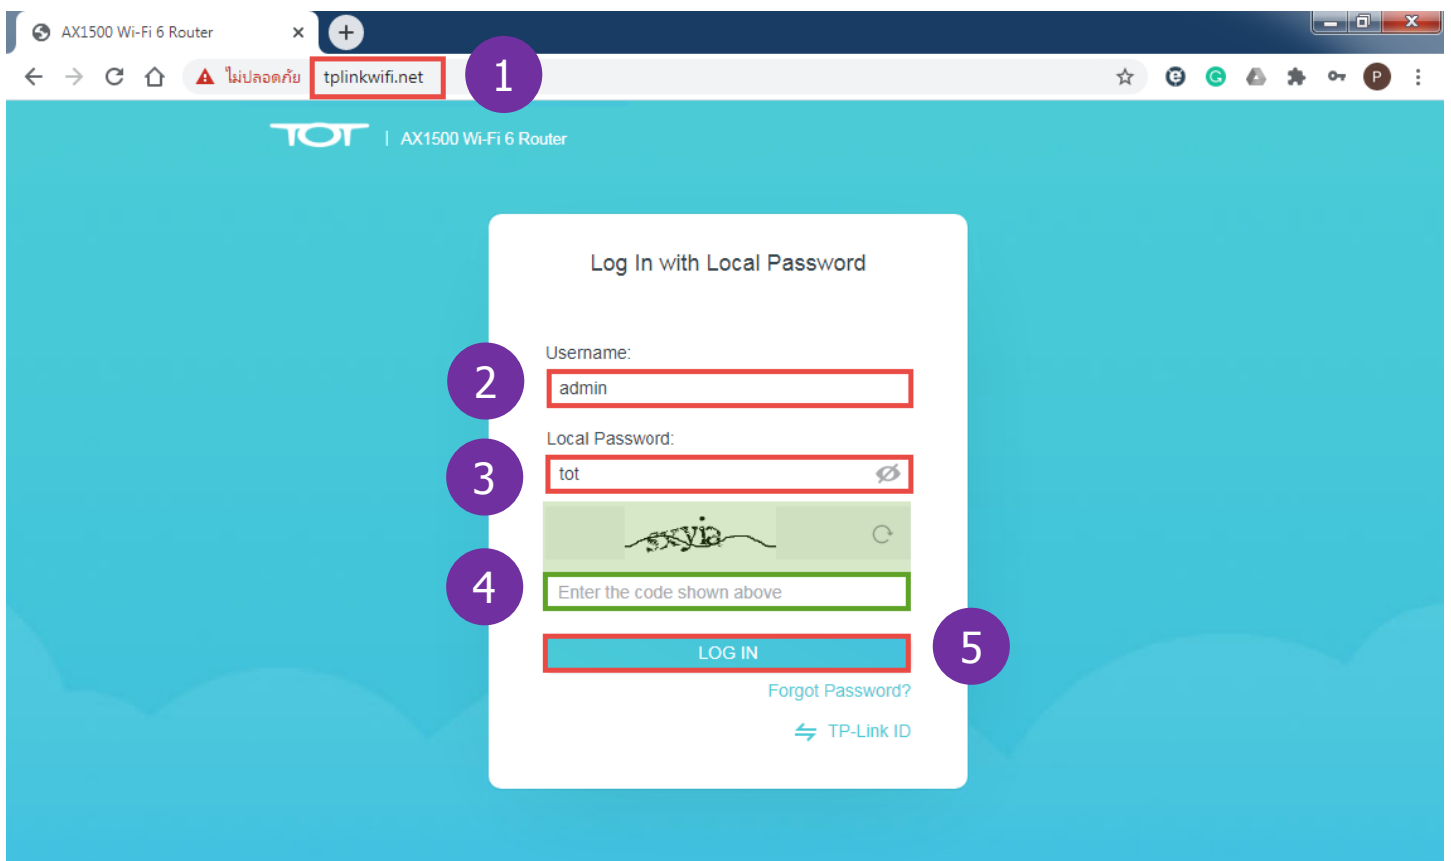 AX1500 Wi-Fi 6 Router
ไม่ปลอดภัย tplinkwifi.net
1
P
TOT | AX1500 Wi-Fi 6 Router
Log In with Local Password
Username:
2
admin
Local Password:
3
tot
sxyia
4
Enter the code shown above
LOG IN
5
Forgot Password?
TP-Link ID